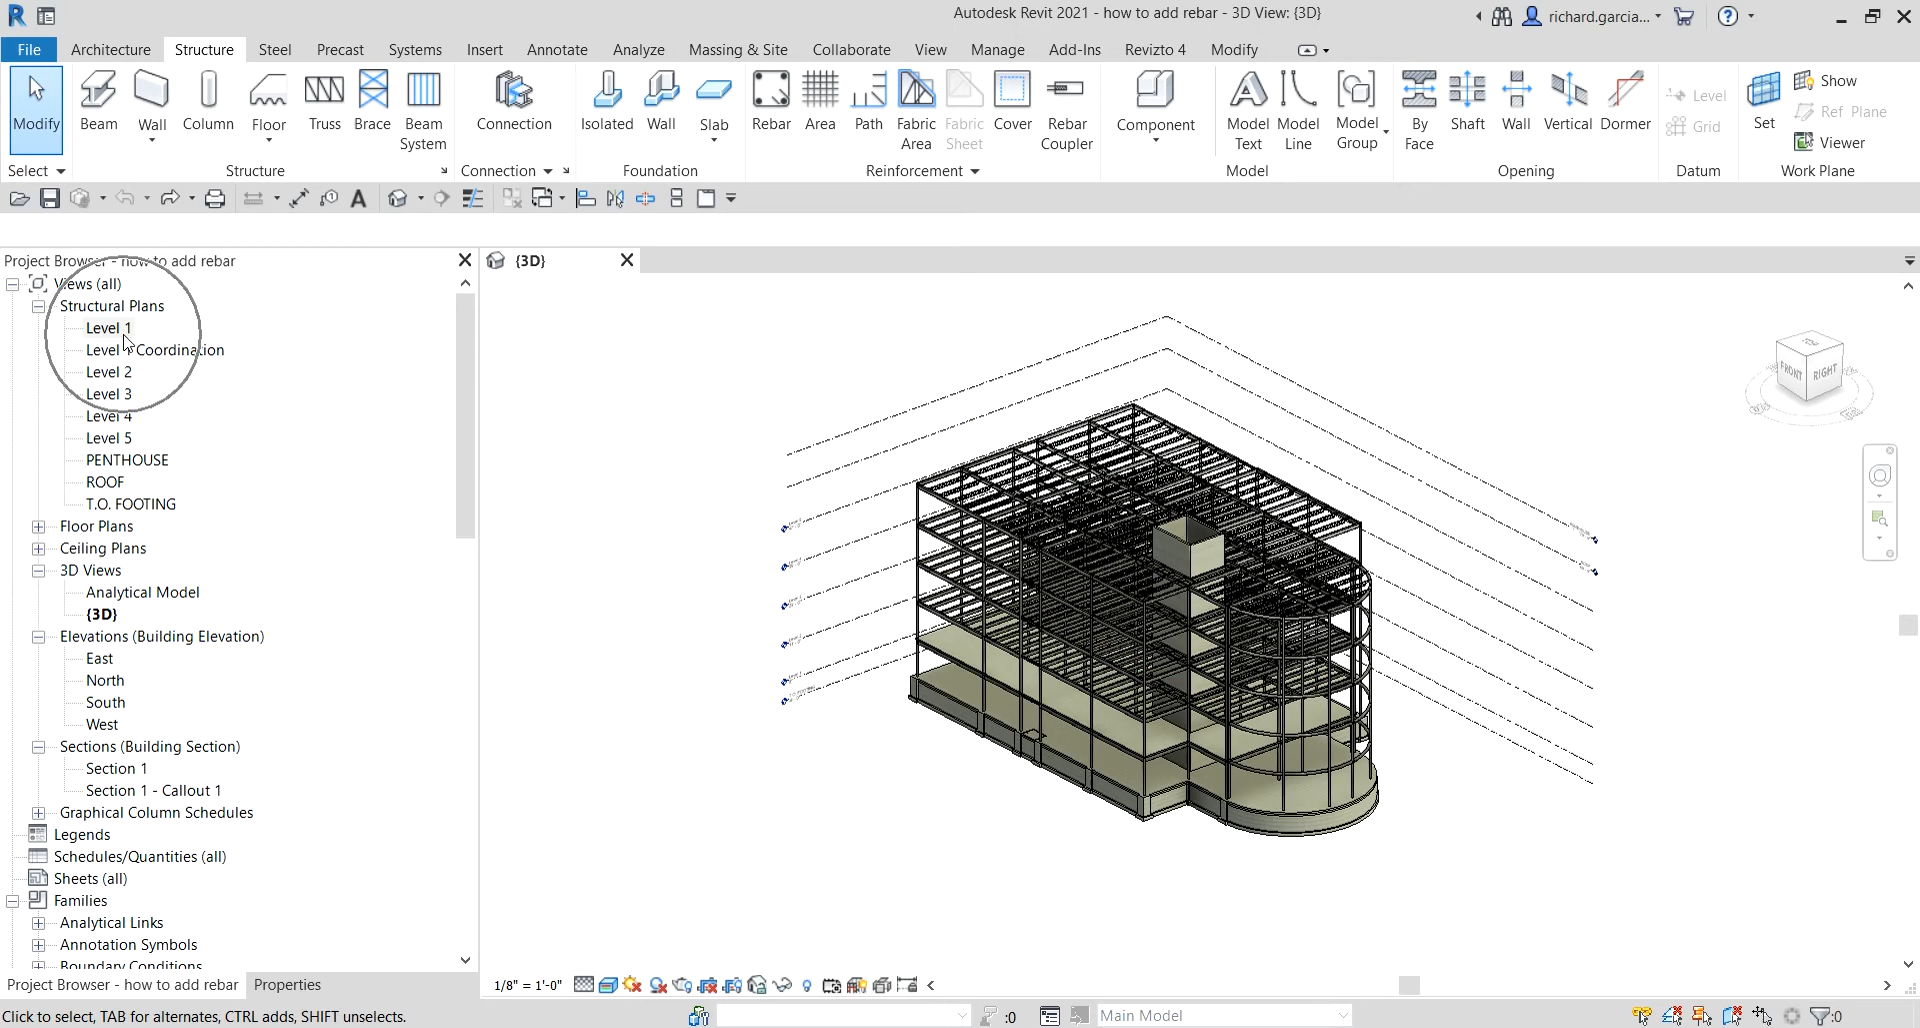 Autodesk Revit 2021 - how to add rebar - 3D View: {3D}
richard.garcia...
File Architecture Structure Steel Precast Systems Insert Annotate Analyze Massing & Site Collaborate View Manage Add-Ins Revizto 4 Modify
Modify Beam Wall Column Floor Truss Brace Beam System Connection Isolated Wall Slab Rebar Area Path Fabric Area Fabric Sheet Cover Rebar Coupler Component Model Text Model Line Model Group By Face Shaft Wall Vertical Dormer Level Grid Set Show Ref Plane Viewer
Select Structure Connection Foundation Reinforcement Model Opening Datum Work Plane
Project Browser - how to add rebar
{3D}
Views (all)
Structural Plans
Level 1
Level 1 Coordination
Level 2
Level 3
Level 4
Level 5
PENTHOUSE
ROOF
T.O. FOOTING
Floor Plans
Ceiling Plans
3D Views
Analytical Model
{3D}
Elevations (Building Elevation)
East
North
South
West
Sections (Building Section)
Section 1
Section 1 - Callout 1
Graphical Column Schedules
Legends
Schedules/Quantities (all)
Sheets (all)
Families
Analytical Links
Annotation Symbols
Boundary Conditions
TOP
FRONT RIGHT
Project Browser - how to add rebar Properties
1/8" = 1'-0"
Click to select, TAB for alternates, CTRL adds, SHIFT unselects.
:0
Main Model
:0